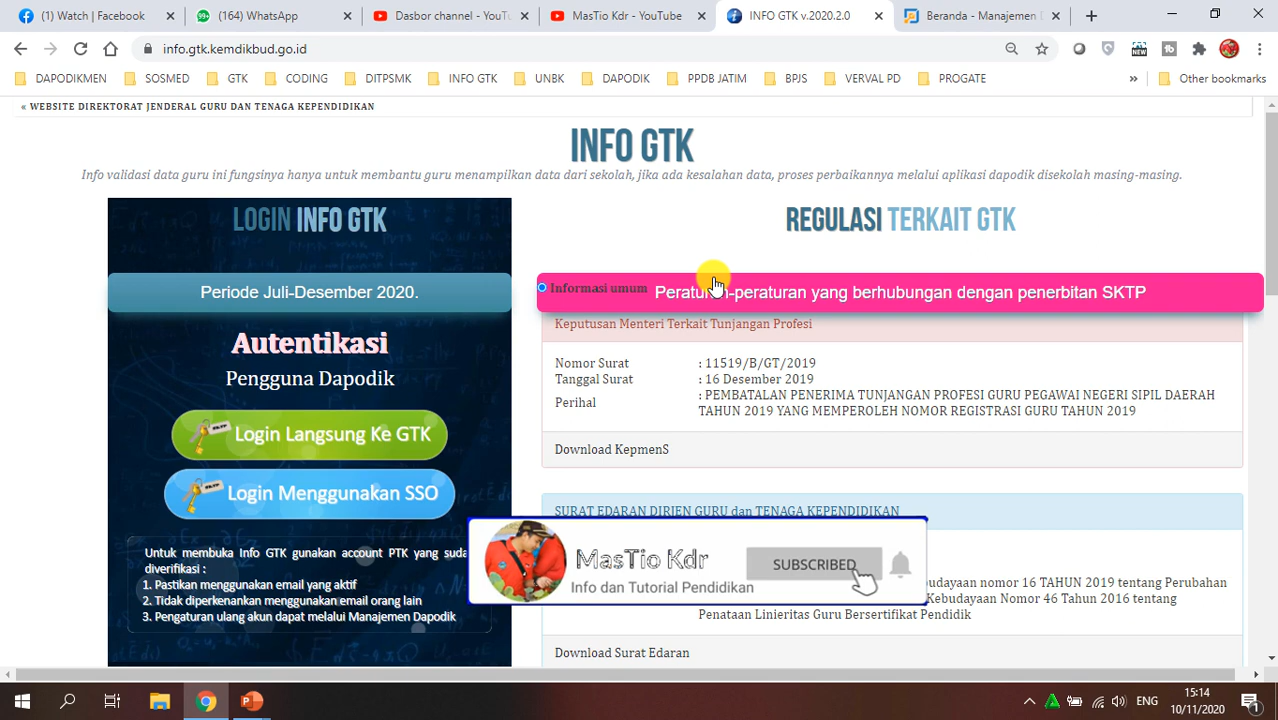 (1) Watch | Facebook
(164) WhatsApp
Dasbor channel - YouTu
MasTio Kdr - YouTube
INFO GTK v.2020.2.0
Beranda - Manajemen D
info.gtk.kemdikbud.go.id
NEW
DAPODIKMEN
SOSMED
GTK
CODING
DITPSMK
INFO GTK
UNBK
DAPODIK
PPDB JATIM
BPJS
VERVAL PD
PROGATE
»
Other bookmarks
« WEBSITE DIREKTORAT JENDERAL GURU DAN TENAGA KEPENDIDIKAN
INFO GTK
Info validasi data guru ini fungsinya hanya untuk membantu guru menampilkan data dari sekolah, jika ada kesalahan data, proses perbaikannya melalui aplikasi dapodik disekolah masing-masing.
LOGIN INFO GTK
Periode Juli-Desember 2020.
Autentikasi
Pengguna Dapodik
Login Langsung Ke GTK
Login Menggunakan SSO
Untuk membuka Info GTK gunakan account PTK yang suda
diverifikasi :
1. Pastikan menggunakan email yang aktif
2. Tidak diperkenankan menggunakan email orang lain
3. Pengaturan ulang akun dapat melalui Manajemen Dapodik
REGULASI TERKAIT GTK
Informasi umum
Peraturan-peraturan yang berhubungan dengan penerbitan SKTP
Keputusan Menteri Terkait Tunjangan Profesi
Nomor Surat : 11519/B/GT/2019
Tanggal Surat : 16 Desember 2019
Perihal : PEMBATALAN PENERIMA TUNJANGAN PROFESI GURU PEGAWAI NEGERI SIPIL DAERAH
TAHUN 2019 YANG MEMPEROLEH NOMOR REGISTRASI GURU TAHUN 2019
Download KepmenS
SURAT EDARAN DIRJEN GURU dan TENAGA KEPENDIDIKAN
budayaan nomor 16 TAHUN 2019 tentang Perubahan
Kebudayaan Nomor 46 Tahun 2016 tentang
Penataan Linieritas Guru Bersertifikat Pendidik
Download Surat Edaran
MasTio Kdr
Info dan Tutorial Pendidikan
SUBSCRIBED
ENG
15:14
10/11/2020
1